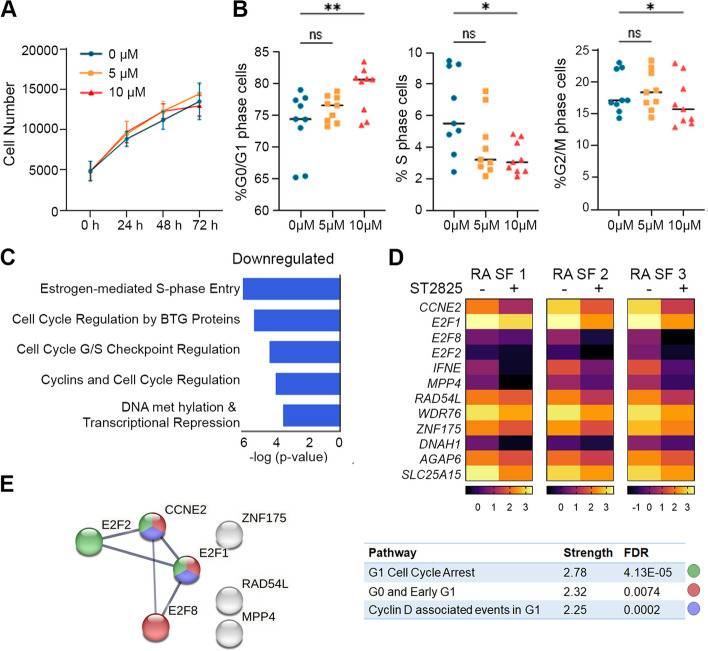 A
20000
15000
10000
5000
0
Cell Number
0 µM
5 µM
10 µM
0 h
24 h
48 h
72 h
B
**
ns
85
80
75
70
65
60
%G0/G1 phase cells
0µM
5µM
10µM
*
ns
10
8
6
4
2
0
% S phase cells
0µM
5µM
10µM
*
ns
25
20
15
10
5
0
%G2/M phase cells
0µM
5µM
10µM
C
Downregulated
Estrogen-mediated S-phase Entry
Cell Cycle Regulation by BTG Proteins
Cell Cycle G/S Checkpoint Regulation
Cyclins and Cell Cycle Regulation
DNA met hylation &
Transcriptional Repression
6 4 2 0
-log (p-value)
D
RA SF 1 RA SF 2 RA SF 3
ST2825 - + - + - +
CCNE2
E2F1
E2F8
E2F2
IFNE
MPP4
RAD54L
WDR76
ZNF175
DNAH1
AGAP6
SLC25A15
0 1 2 3
0 1 2 3
-1 0 1 2 3
E
CCNE2
E2F2
E2F1
E2F8
ZNF175
RAD54L
MPP4
Pathway Strength FDR
G1 Cell Cycle Arrest 2.78 4.13E-05
G0 and Early G1 2.32 0.0074
Cyclin D associated events in G1 2.25 0.0002